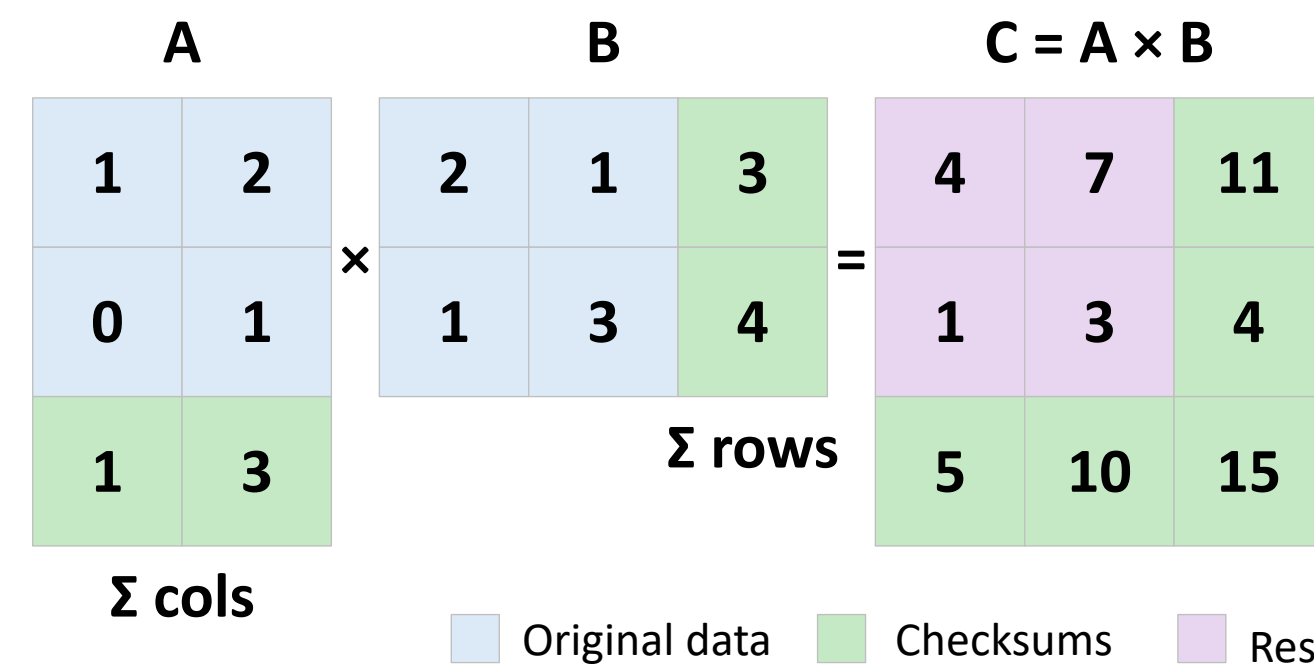 A B C = A × B
1 2 2 1 3 4 7 11
× =
0 1 1 3 4 1 3 4
Σ rows
1 3 5 10 15
Σ cols
Original data Checksums